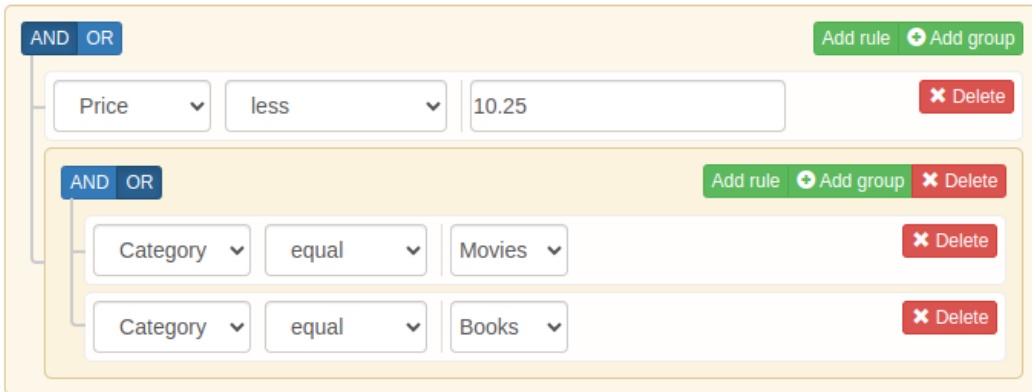 AND OR Add rule Add group
Price less 10.25 Delete
AND OR Add rule Add group Delete
Category equal Movies Delete
Category equal Books Delete